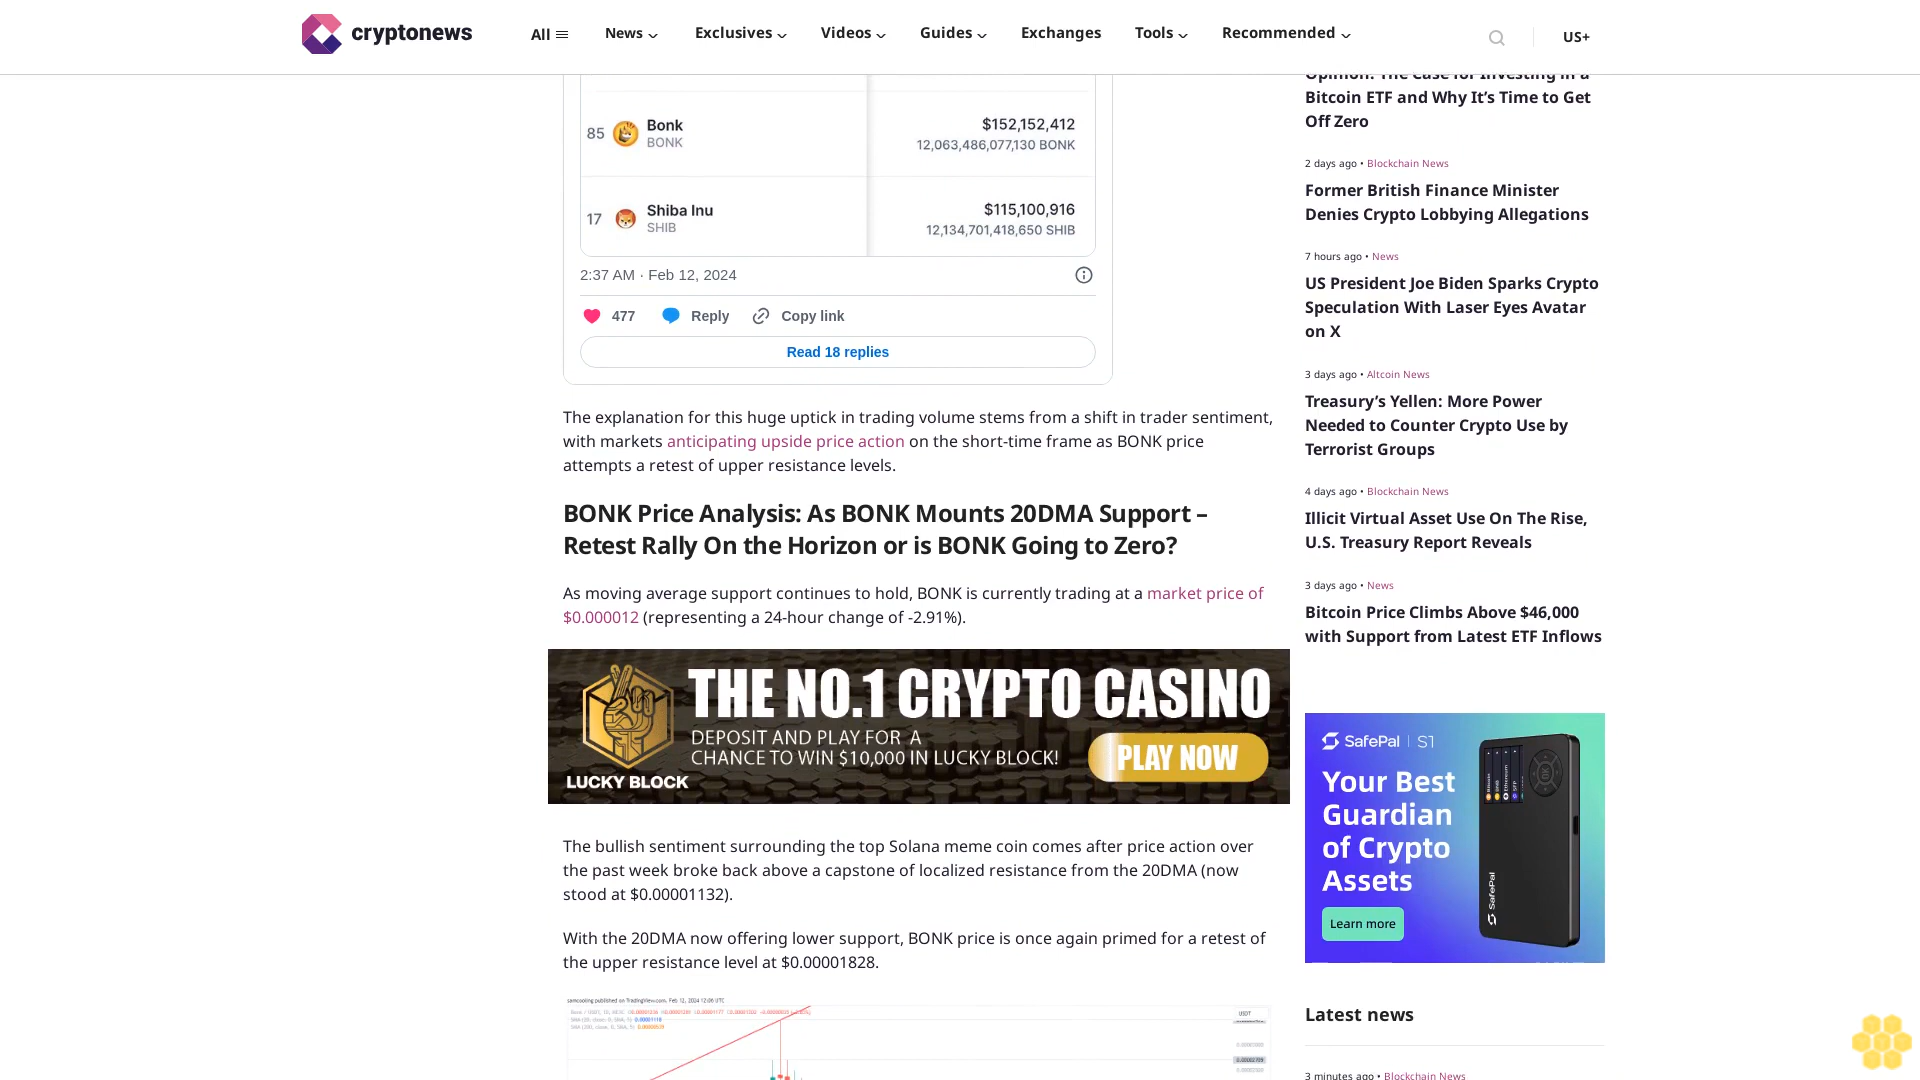 cryptonews
All
News
Exclusives
Videos
Guides
Exchanges
Tools
Recommended
US+
85
Bonk
BONK
$152,152,412
12,063,486,077,130 BONK
17
Shiba Inu
SHIB
$115,100,916
12,134,701,418,650 SHIB
2:37 AM · Feb 12, 2024
477
Reply
Copy link
Read 18 replies
The explanation for this huge uptick in trading volume stems from a shift in trader sentiment,
with markets anticipating upside price action on the short-time frame as BONK price
attempts a retest of upper resistance levels.
BONK Price Analysis: As BONK Mounts 20DMA Support –
Retest Rally On the Horizon or is BONK Going to Zero?
As moving average support continues to hold, BONK is currently trading at a market price of
$0.000012 (representing a 24-hour change of -2.91%).
THE NO.1 CRYPTO CASINO
DEPOSIT AND PLAY FOR A
CHANCE TO WIN $10,000 IN LUCKY BLOCK!
PLAY NOW
LUCKY BLOCK
The bullish sentiment surrounding the top Solana meme coin comes after price action over
the past week broke back above a capstone of localized resistance from the 20DMA (now
stood at $0.00001132).
With the 20DMA now offering lower support, BONK price is once again primed for a retest of
the upper resistance level at $0.00001828.
samcooling published on TradingView.com, Feb 12, 2024 12:06 UTC
USDT
Opinion: The Case for Investing in a
Bitcoin ETF and Why It’s Time to Get
Off Zero
2 days ago • Blockchain News
Former British Finance Minister
Denies Crypto Lobbying Allegations
7 hours ago • News
US President Joe Biden Sparks Crypto
Speculation With Laser Eyes Avatar
on X
3 days ago • Altcoin News
Treasury’s Yellen: More Power
Needed to Counter Crypto Use by
Terrorist Groups
4 days ago • Blockchain News
Illicit Virtual Asset Use On The Rise,
U.S. Treasury Report Reveals
3 days ago • News
Bitcoin Price Climbs Above $46,000
with Support from Latest ETF Inflows
SafePal | S1
Your Best
Guardian
of Crypto
Assets
Learn more
SafePal
Latest news
3 minutes ago • Blockchain News